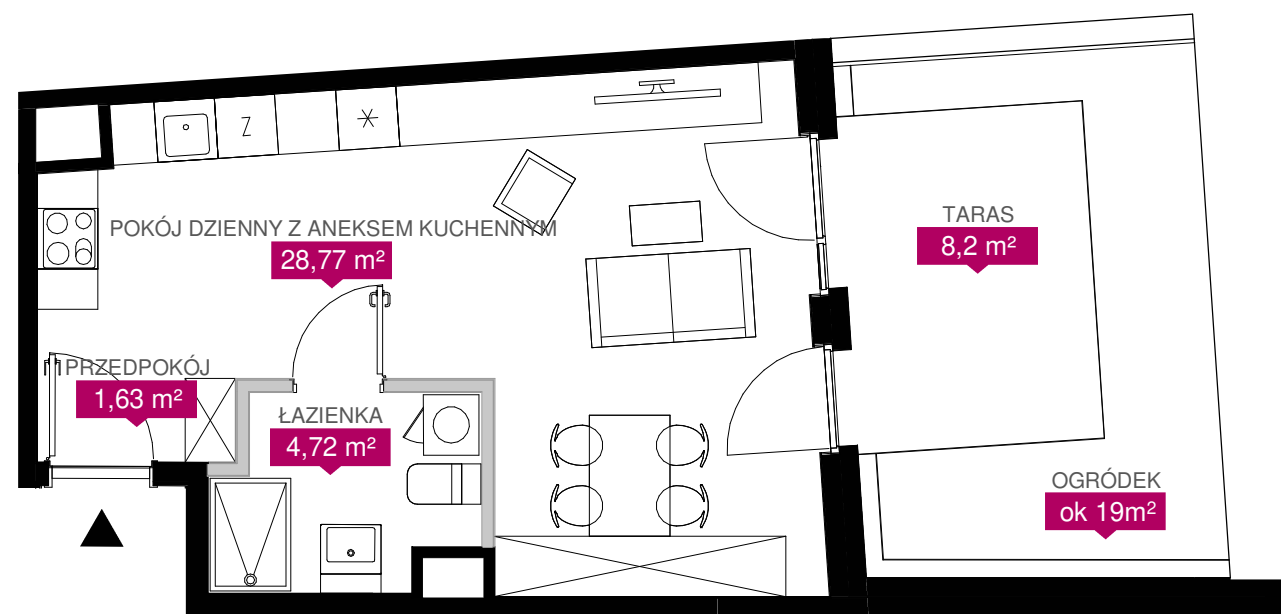 Z
POKÓJ DZIENNY Z ANEKSEM KUCHENNYM
28,77 m²
TARAS
8,2 m²
PRZEDPOKÓJ
1,63 m²
ŁAZIENKA
4,72 m²
OGRÓDEK
ok 19m²